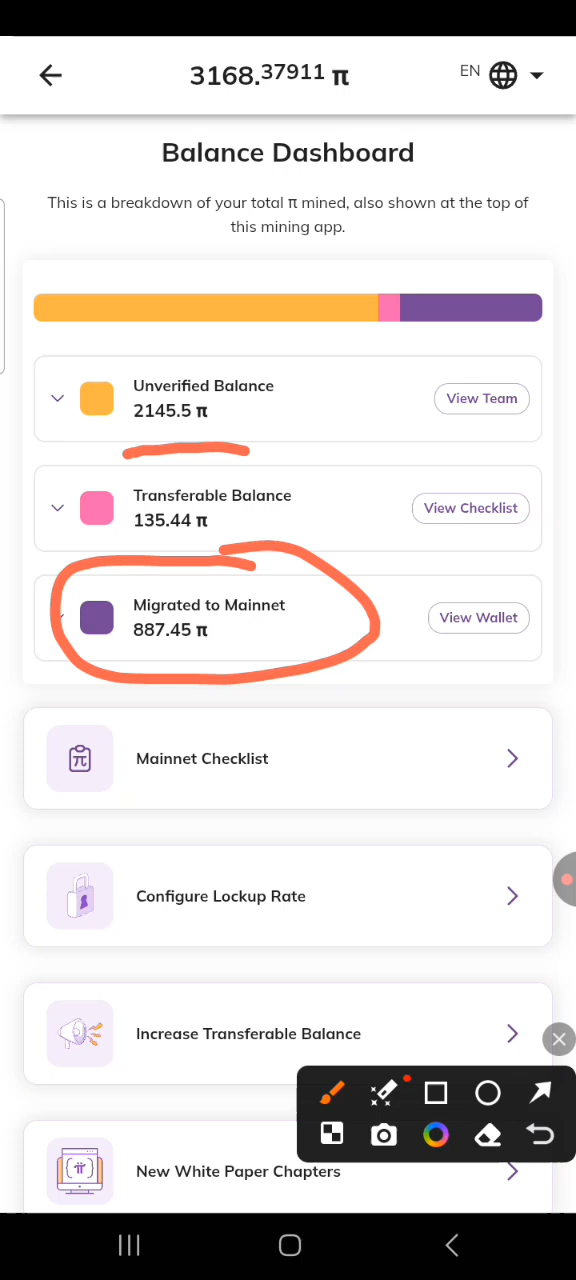 3168.37911 π
EN
Balance Dashboard
This is a breakdown of your total π mined, also shown at the top of
this mining app.
Unverified Balance
2145.5 π
View Team
Transferable Balance
135.44 π
View Checklist
Migrated to Mainnet
887.45 π
View Wallet
Mainnet Checklist
Configure Lockup Rate
Increase Transferable Balance
New White Paper Chapters